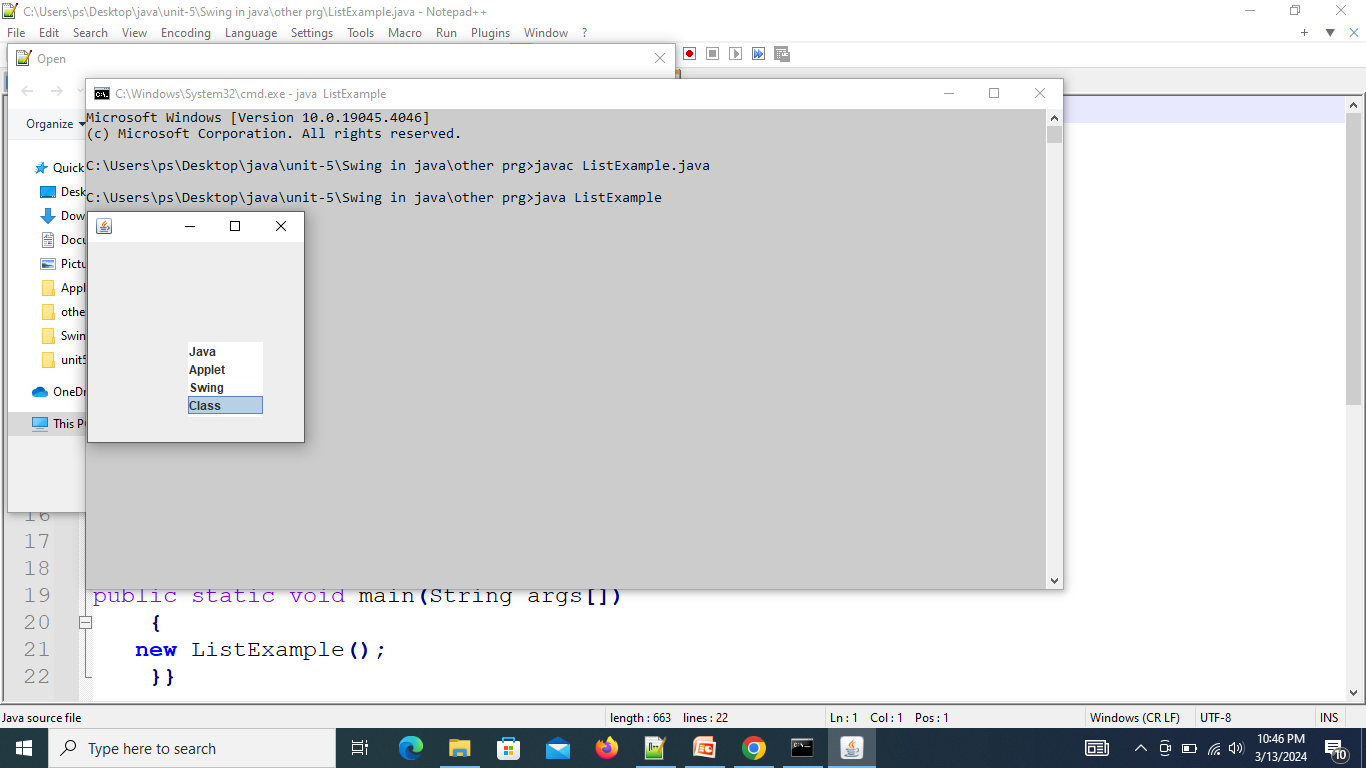 C:\Users\ps\Desktop\java\unit-5\Swing in java\other prg\ListExample.java - Notepad++
File Edit Search View Encoding Language Settings Tools Macro Run Plugins Window ?
Open
C:\Windows\System32\cmd.exe - java ListExample
Organize
Microsoft Windows [Version 10.0.19045.4046]
(c) Microsoft Corporation. All rights reserved.
C:\Users\ps\Desktop\java\unit-5\Swing in java\other prg>javac ListExample.java
C:\Users\ps\Desktop\java\unit-5\Swing in java\other prg>java ListExample
Quick
Desk
Dow
Docu
Pictu
Appl
othe
Swin
unit5
OneDr
This P
Java
Applet
Swing
Class
16
17
18
19 public static void main(String args[])
20 {
21 new ListExample();
22 }}
Java source file length : 663 lines : 22 Ln : 1 Col : 1 Pos : 1 Windows (CR LF) UTF-8 INS
Type here to search
10:46 PM
3/13/2024
10